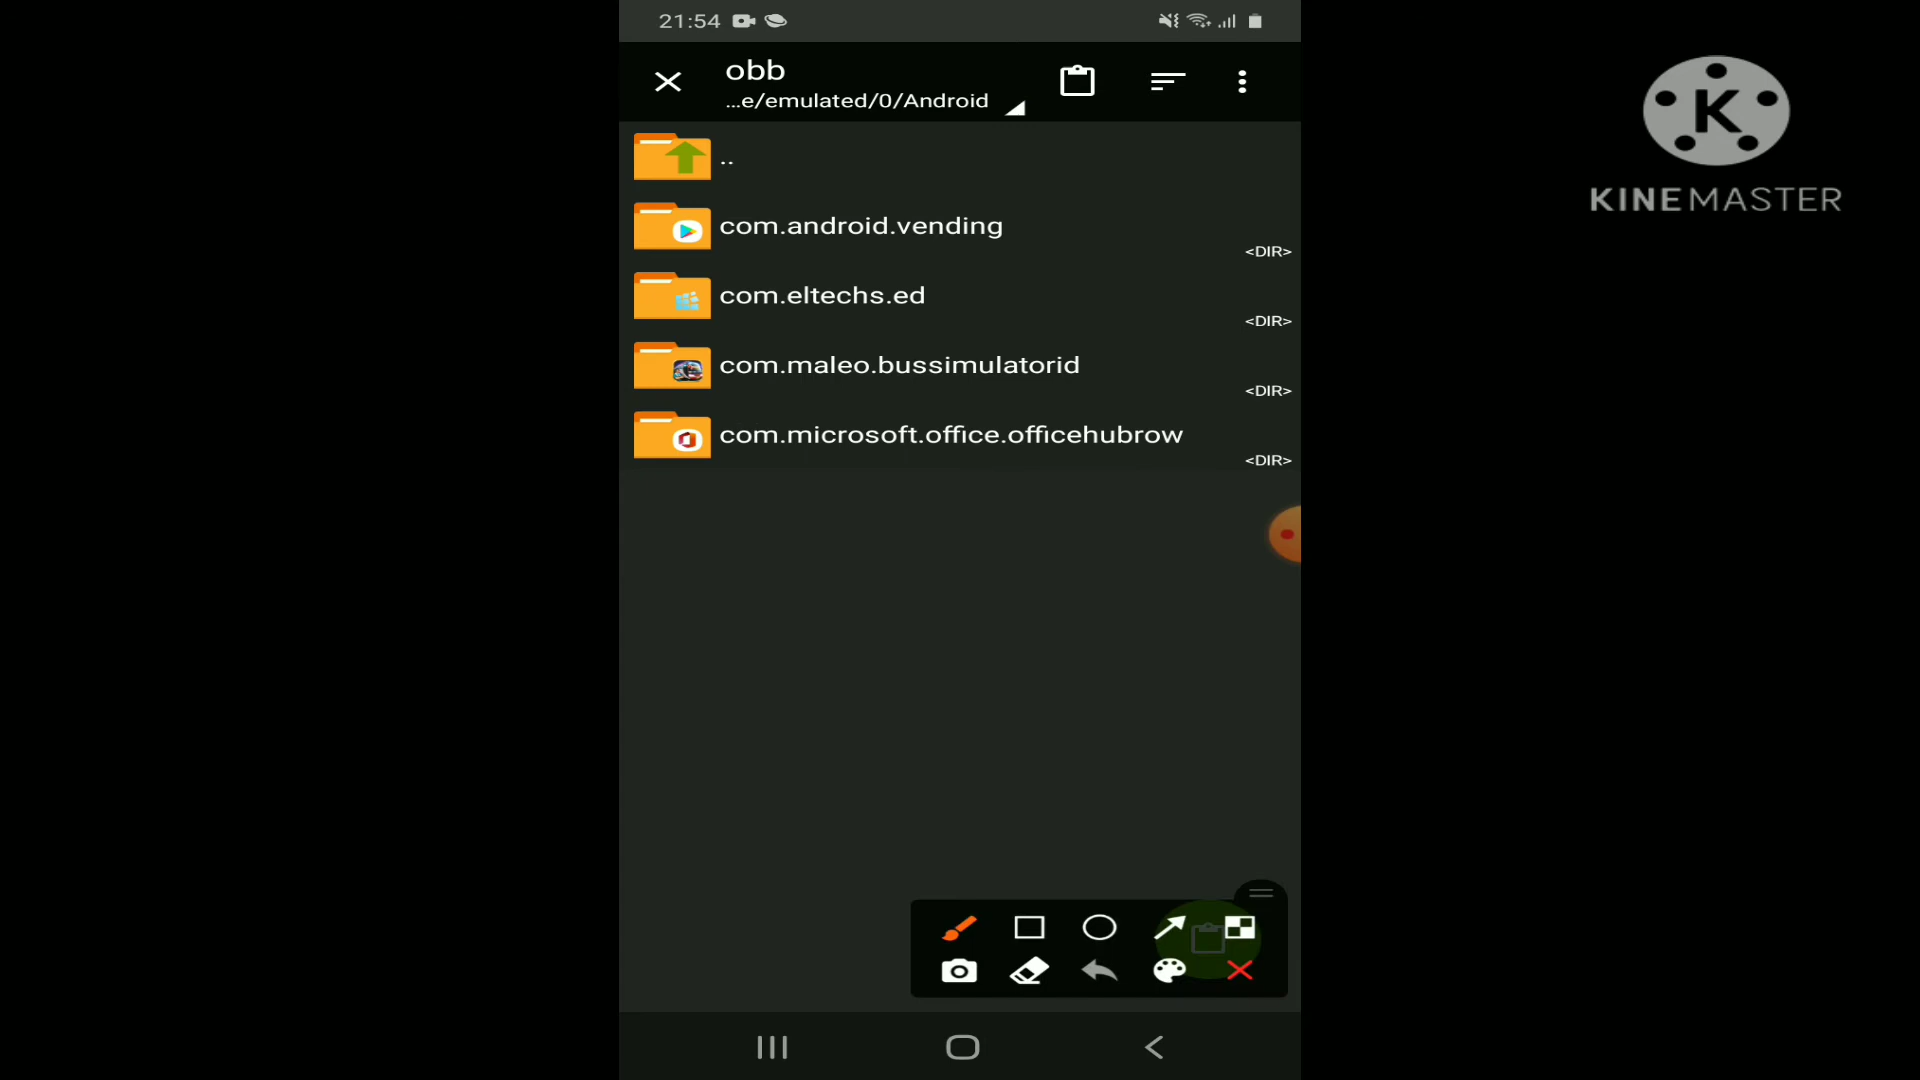 21:54
obb
...e/emulated/0/Android
..
com.android.vending
<DIR>
com.eltechs.ed
<DIR>
com.maleo.bussimulatorid
<DIR>
com.microsoft.office.officehubrow
<DIR>
K
KINEMASTER